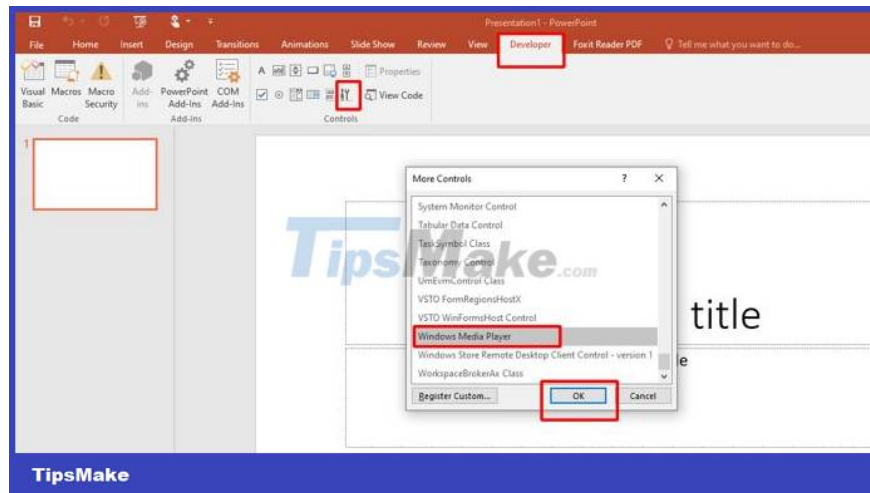 Presentation1 - PowerPoint
File Home Insert Design Transitions Animations Slide Show Review View Developer Foxit Reader PDF Tell me what you want to do...
Visual Basic
Macros
Macro Security
Add-ins
PowerPoint Add-Ins
COM Add-Ins
Properties
View Code
Code
Add-Ins
Controls
1
More Controls
? 
System Monitor Control
Tabular Data Control
TaskSymbol Class
Taxonomy Control
UmEvmControl Class
VSTO FormRegionsHostX
VSTO WinFormsHost Control
Windows Media Player
Windows Store Remote Desktop Client Control - version 1
WorkspaceBrokerAx Class
Register Custom...
OK
Cancel
TipsMake.com
title
e
TipsMake